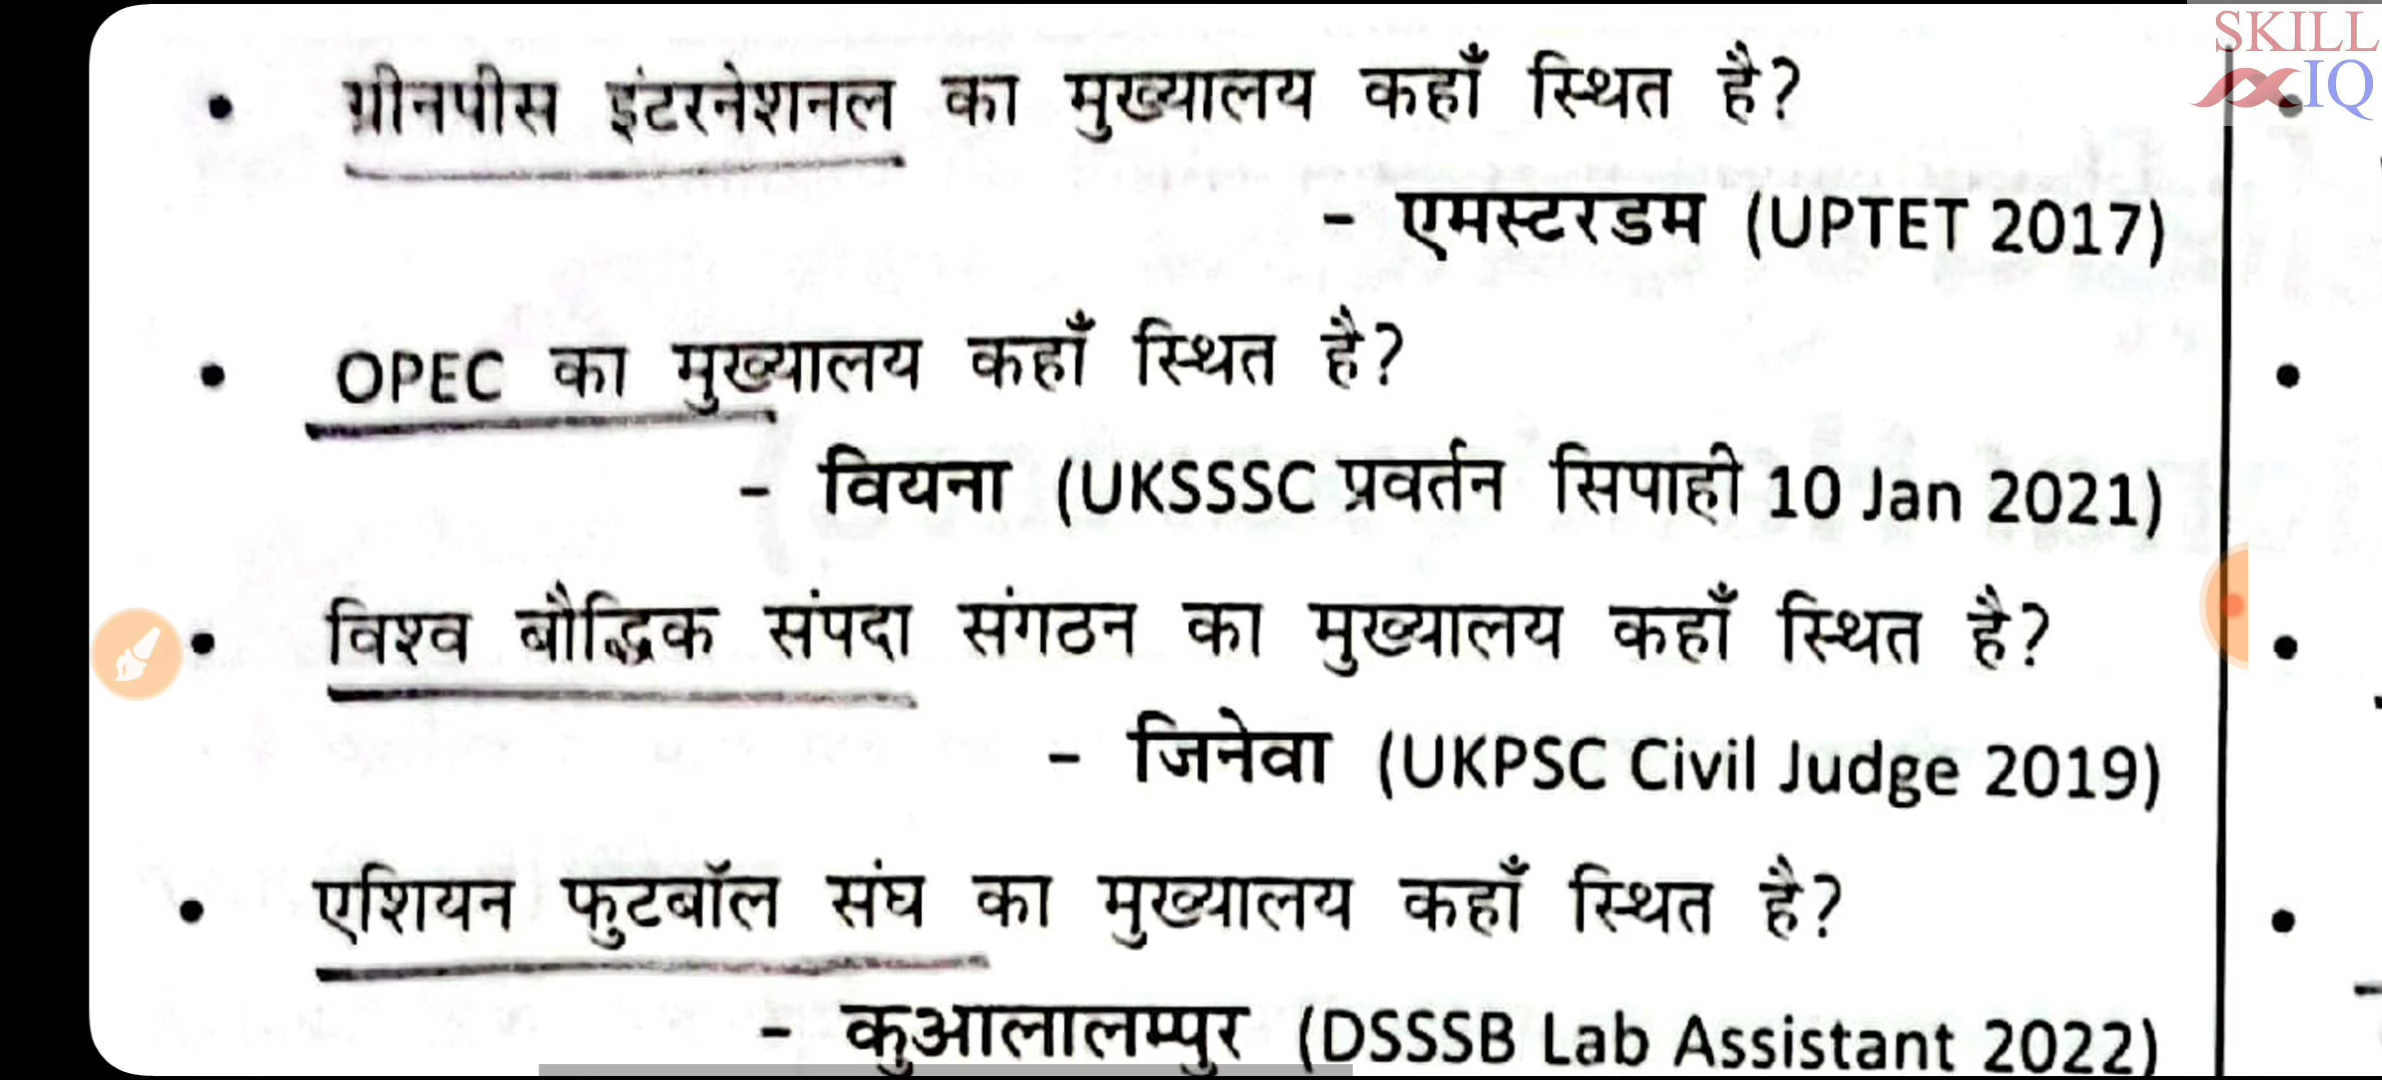 SKILL
IQ
• ग्रीनपीस इंटरनेशनल का मुख्यालय कहाँ स्थित है?
- एमस्टरडम (UPTET 2017)
• OPEC का मुख्यालय कहाँ स्थित है?
- वियना (UKSSSC प्रवर्तन सिपाही 10 Jan 2021)
• विश्व बौद्धिक संपदा संगठन का मुख्यालय कहाँ स्थित है?
- जिनेवा (UKPSC Civil Judge 2019)
• एशियन फुटबॉल संघ का मुख्यालय कहाँ स्थित है?
- कुआलालम्पुर (DSSSB Lab Assistant 2022)